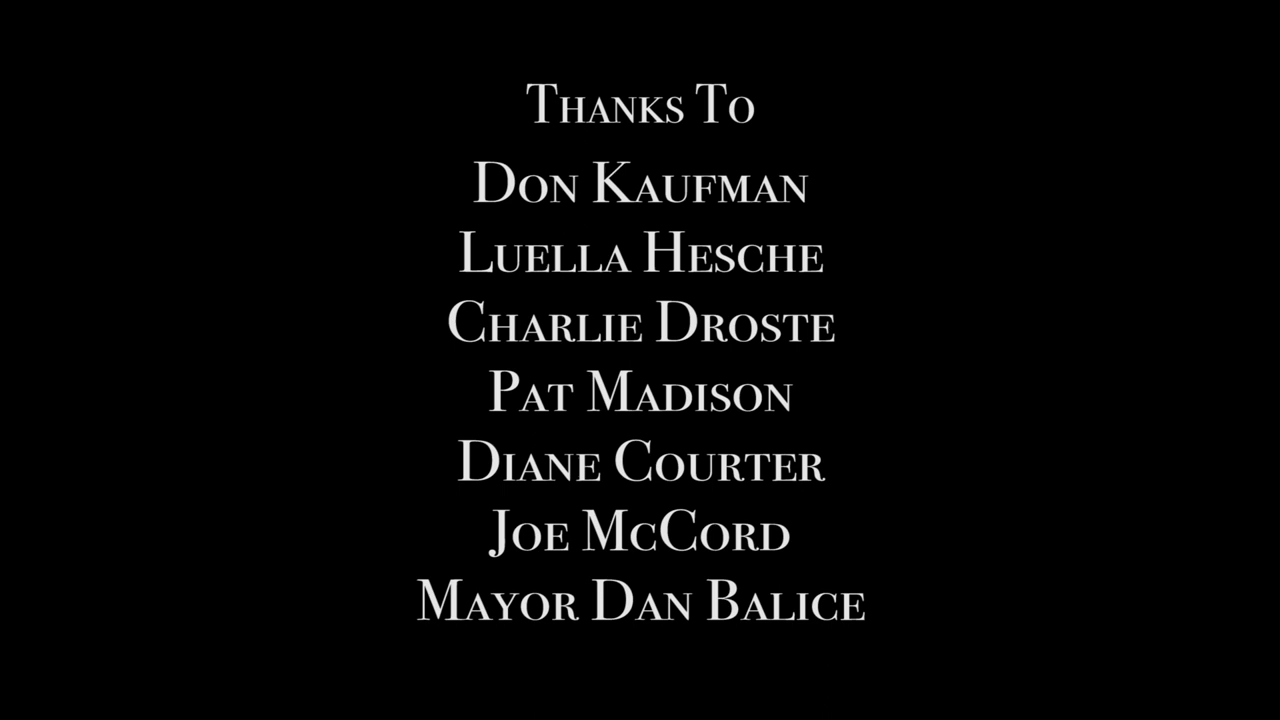 Thanks To
Don Kaufman
Luella Hesche
Charlie Droste
Pat Madison
Diane Courter
Joe McCord
Mayor Dan Balice